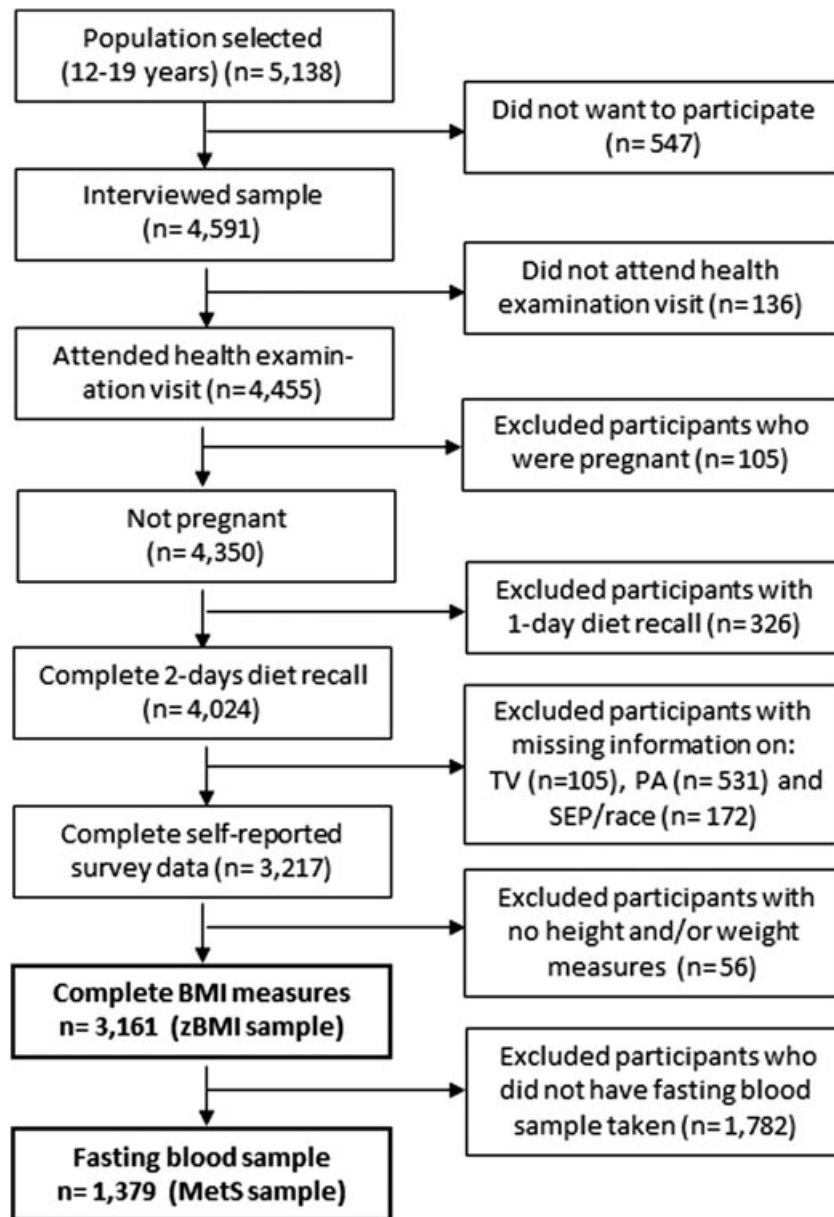 Population selected
(12-19 years) (n= 5,138)
Did not want to participate
(n= 547)
Interviewed sample
(n= 4,591)
Did not attend health
examination visit (n= 136)
Attended health examin-
ation visit (n=4,455)
Excluded participants who
were pregnant (n= 105)
Not pregnant
(n= 4,350)
Excluded participants with
1-day diet recall (n= 326)
Complete 2-days diet recall
(n= 4,024)
Excluded participants with
missing information on:
TV (n=105), PA (n= 531) and
SEP/race (n= 172)
Complete self-reported
survey data (n= 3,217)
Excluded participants with
no height and/or weight
measures (n=56)
Complete BMI measures
n= 3,161 (zBMI sample)
Excluded participants who
did not have fasting blood
sample taken (n=1,782)
Fasting blood sample
n= 1,379 (MetS sample)